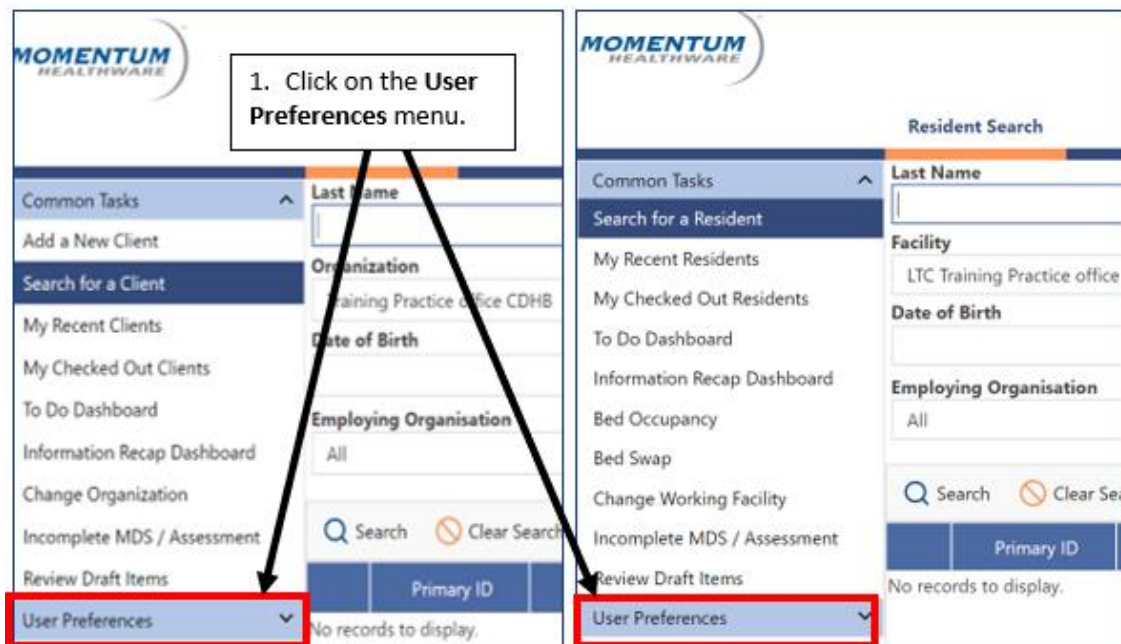 MOMENTUM
HEALTHWARE
1. Click on the User
Preferences menu.
Common Tasks
Add a New Client
Search for a Client
My Recent Clients
My Checked Out Clients
To Do Dashboard
Information Recap Dashboard
Change Organization
Incomplete MDS / Assessment
Review Draft Items
User Preferences
Last Name
Organization
Training Practice office CDHB
Date of Birth
Employing Organisation
All
Search Clear Search
Primary ID
No records to display.
MOMENTUM
HEALTHWARE
Resident Search
Common Tasks
Search for a Resident
My Recent Residents
My Checked Out Residents
To Do Dashboard
Information Recap Dashboard
Bed Occupancy
Bed Swap
Change Working Facility
Incomplete MDS / Assessment
Review Draft Items
User Preferences
Last Name
Facility
LTC Training Practice office
Date of Birth
Employing Organisation
All
Search Clear Sea
Primary ID
No records to display.